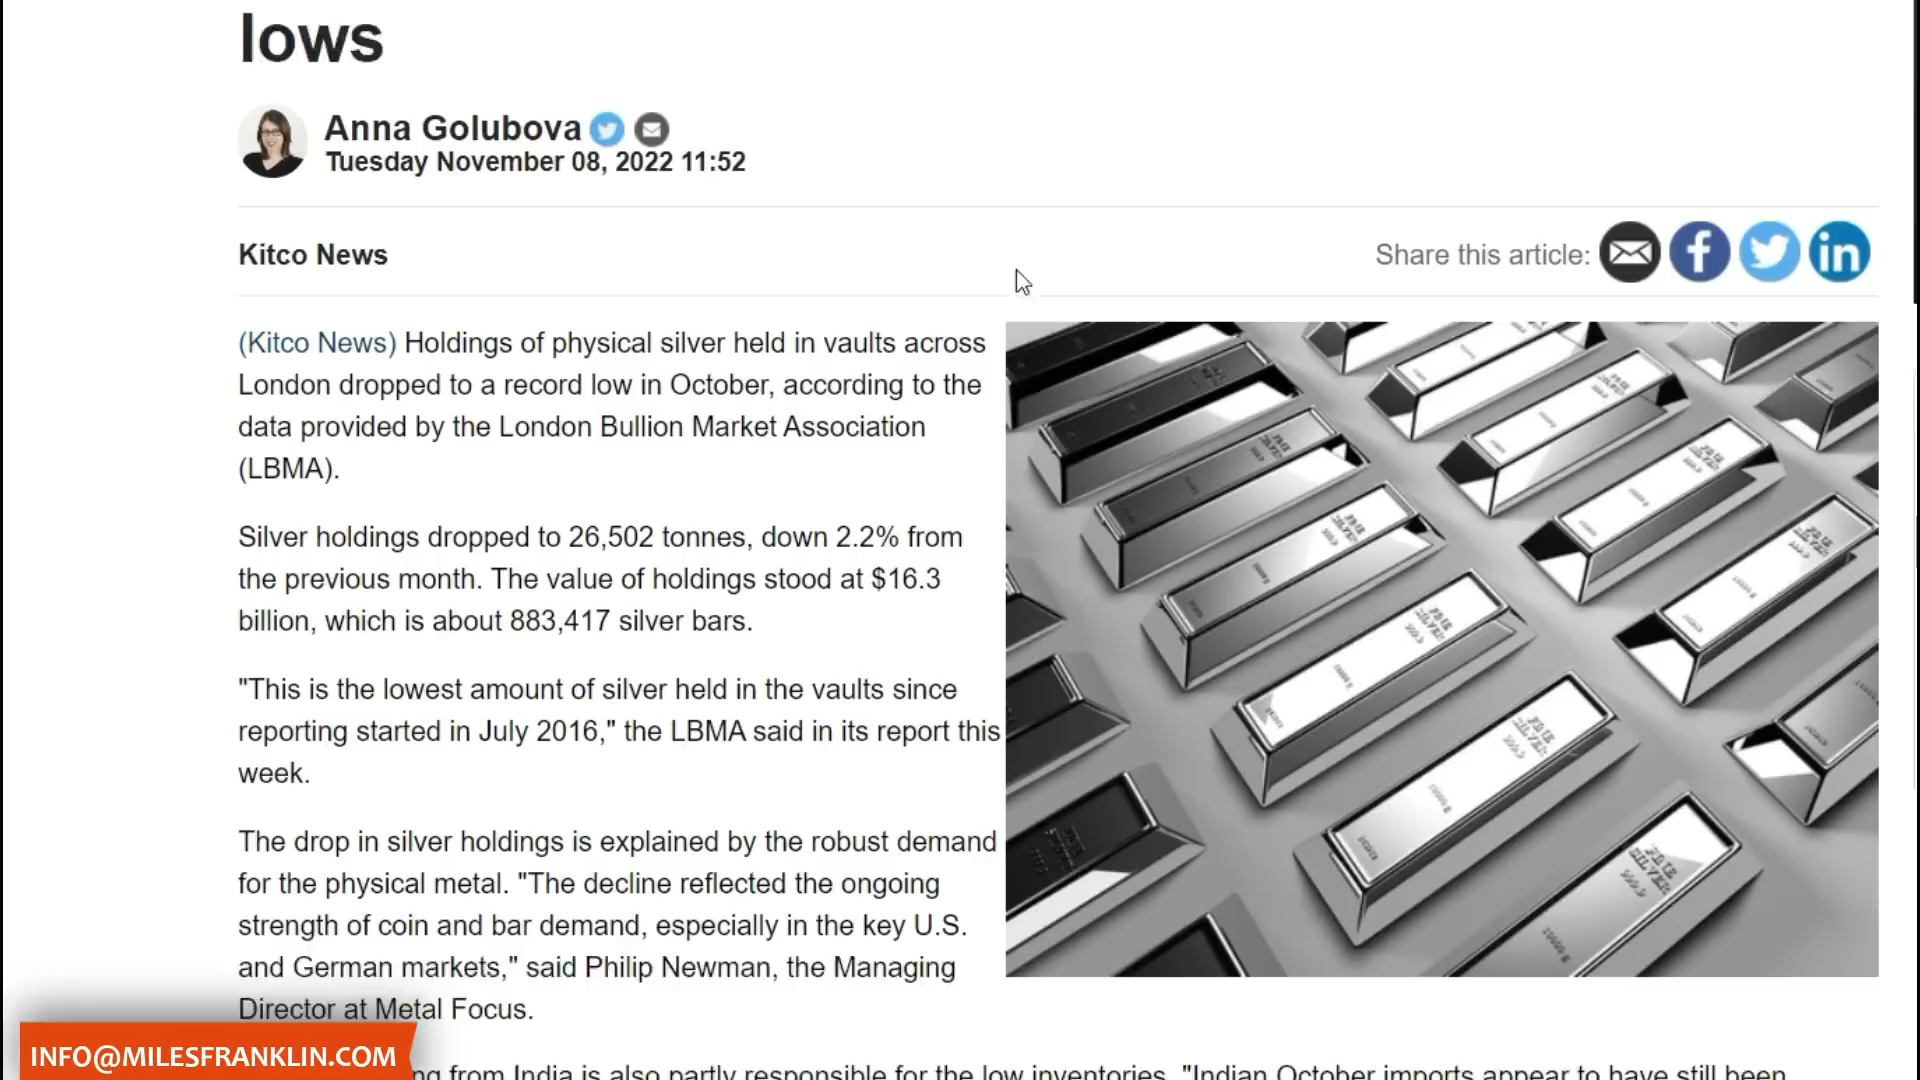 lows
Anna Golubova
Tuesday November 08, 2022 11:52
Kitco News
Share this article:
(Kitco News) Holdings of physical silver held in vaults across
London dropped to a record low in October, according to the
data provided by the London Bullion Market Association
(LBMA).
Silver holdings dropped to 26,502 tonnes, down 2.2% from
the previous month. The value of holdings stood at $16.3
billion, which is about 883,417 silver bars.
"This is the lowest amount of silver held in the vaults since
reporting started in July 2016," the LBMA said in its report this
week.
The drop in silver holdings is explained by the robust demand
for the physical metal. "The decline reflected the ongoing
strength of coin and bar demand, especially in the key U.S.
and German markets," said Philip Newman, the Managing
Director at Metal Focus.
from India is also partly responsible for the low inventories. "Indian October imports appear to have still been
INFO@MILESFRANKLIN.COM